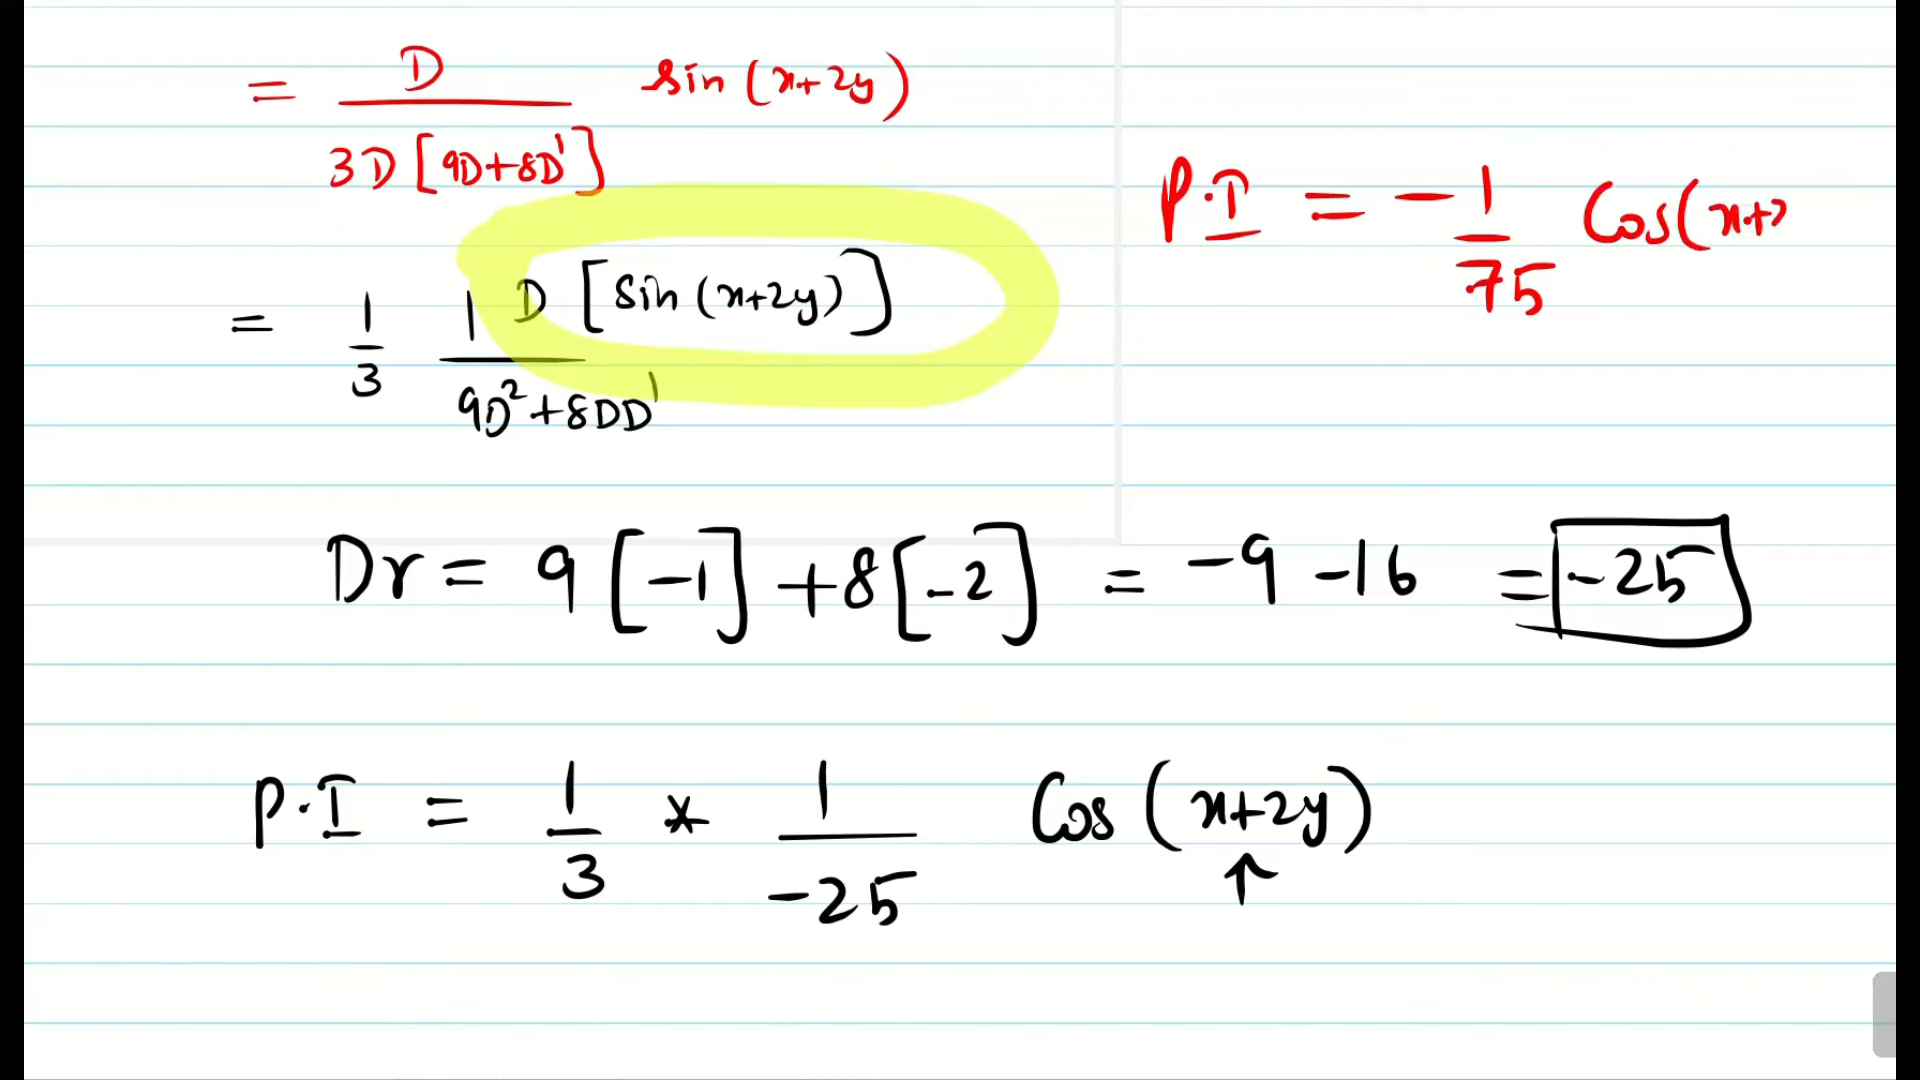 = D / 3D [9D+8D'] sin (x+2y)
= 1/3 1/(9D²+8DD') D [Sin (x+2y)]
P.I = -1/75 Cos(x+
Dr = 9 [-1] +8[-2] = -9 -16 = -25
P.I = 1/3 * 1/-25 Cos (x+2y)
↑